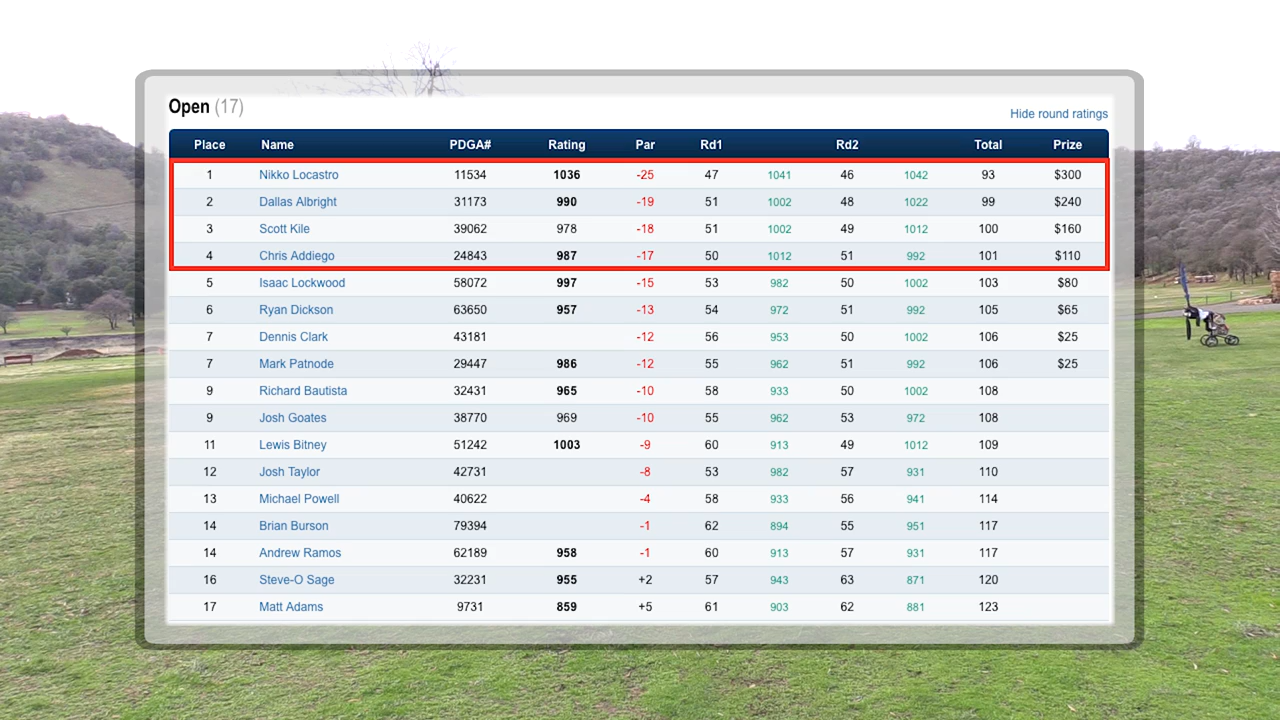 Open (17)
Hide round ratings
Place Name PDGA# Rating Par Rd1 Rd2 Total Prize
1 Nikko Locastro 11534 1036 -25 47 1041 46 1042 93 $300
2 Dallas Albright 31173 990 -19 51 1002 48 1022 99 $240
3 Scott Kile 39062 978 -18 51 1002 49 1012 100 $160
4 Chris Addiego 24843 987 -17 50 1012 51 992 101 $110
5 Isaac Lockwood 58072 997 -15 53 982 50 1002 103 $80
6 Ryan Dickson 63650 957 -13 54 972 51 992 105 $65
7 Dennis Clark 43181 -12 56 953 50 1002 106 $25
7 Mark Patnode 29447 986 -12 55 962 51 992 106 $25
9 Richard Bautista 32431 965 -10 58 933 50 1002 108
9 Josh Goates 38770 969 -10 55 962 53 972 108
11 Lewis Bitney 51242 1003 -9 60 913 49 1012 109
12 Josh Taylor 42731 -8 53 982 57 931 110
13 Michael Powell 40622 -4 58 933 56 941 114
14 Brian Burson 79394 -1 62 894 55 951 117
14 Andrew Ramos 62189 958 -1 60 913 57 931 117
16 Steve-O Sage 32231 955 +2 57 943 63 871 120
17 Matt Adams 9731 859 +5 61 903 62 881 123